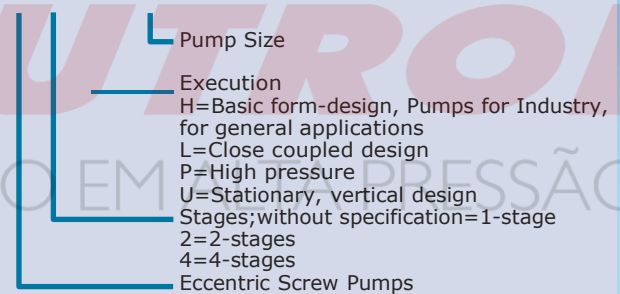 Pump Size
Execution
H=Basic form-design, Pumps for Industry,
for general applications
L=Close coupled design
P=High pressure
U=Stationary, vertical design
Stages;without specification=1-stage
2=2-stages
4=4-stages
Eccentric Screw Pumps
UTRO
O EM ALTA PRESSÃO